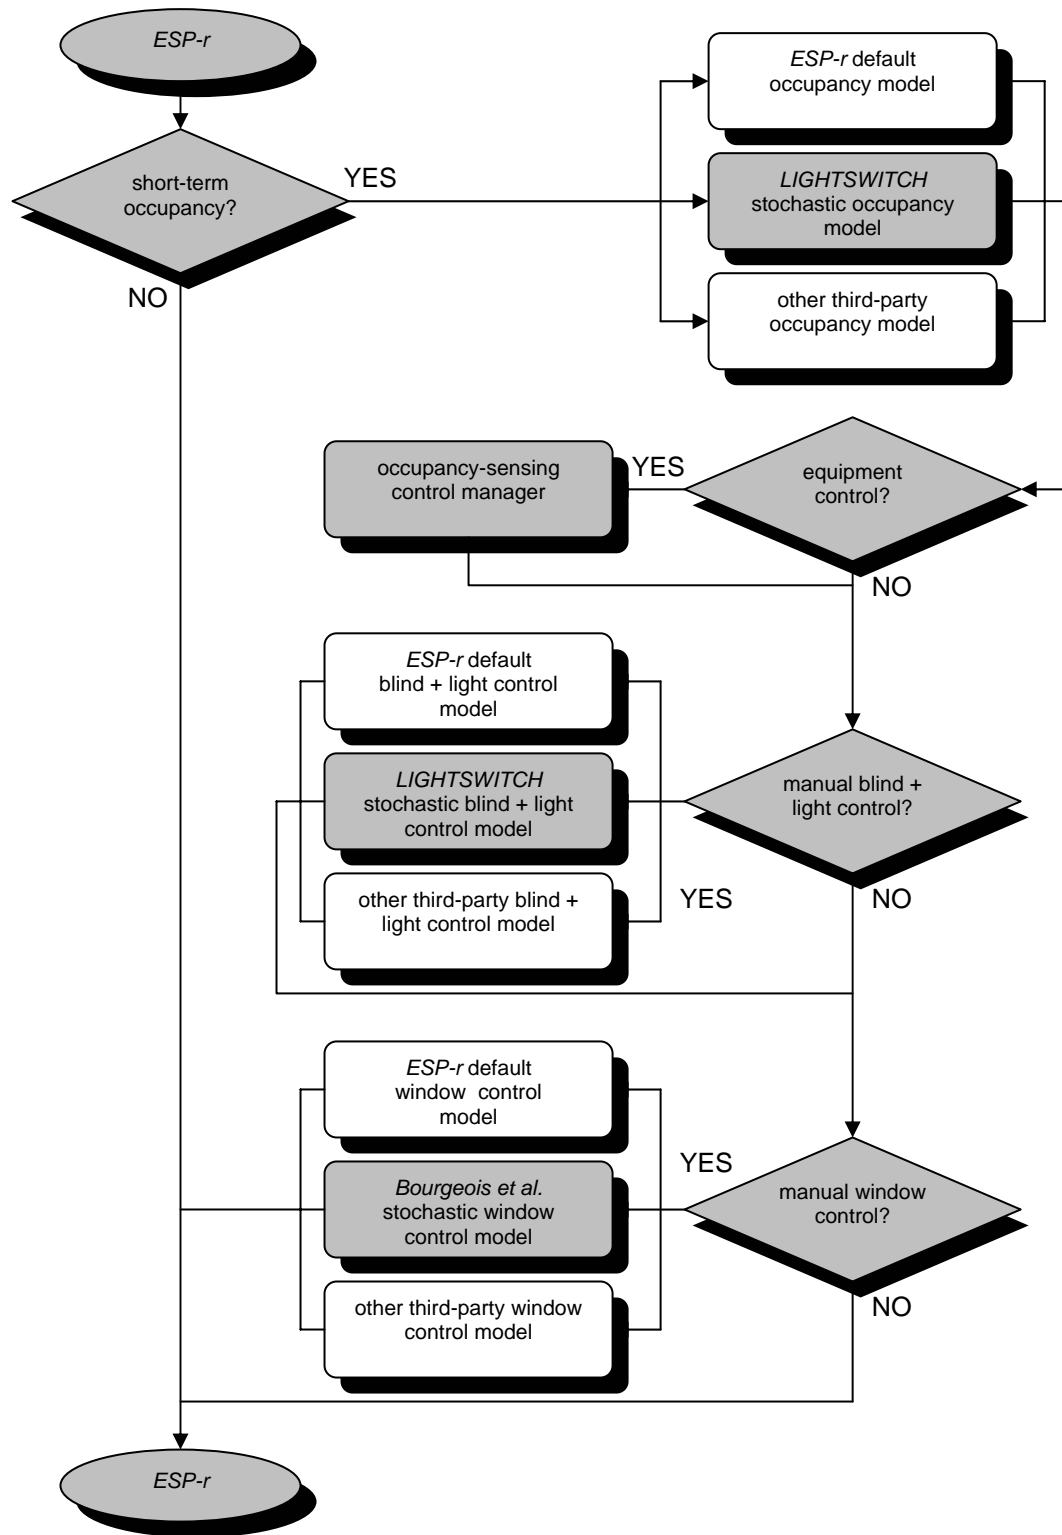 ESP-r
short-term
occupancy?
YES
NO
ESP-r default
occupancy model
LIGHTSWITCH
stochastic occupancy
model
other third-party
occupancy model
equipment
control?
YES
NO
occupancy-sensing
control manager
manual blind +
light control?
YES
NO
ESP-r default
blind + light control
model
LIGHTSWITCH
stochastic blind + light
control model
other third-party blind +
light control model
manual window
control?
YES
NO
ESP-r default
window control
model
Bourgeois et al.
stochastic window
control model
other third-party window
control model
ESP-r